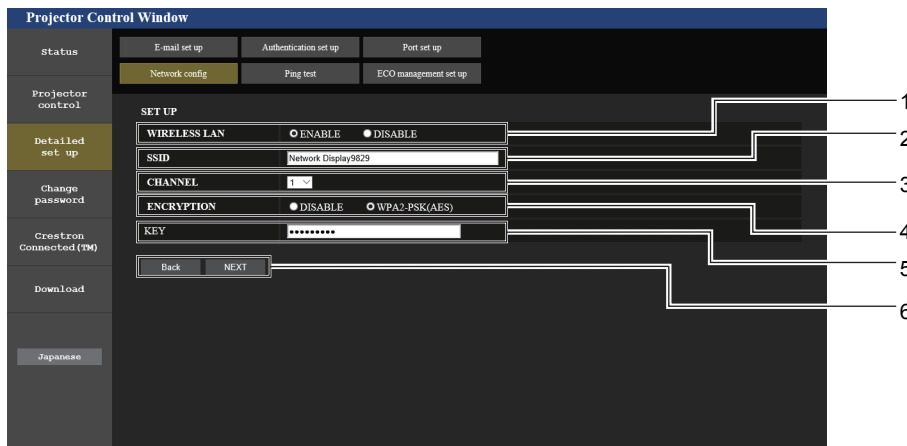 Projector Control Window
Status
E-mail set up
Authentication set up
Port set up
Network config
Ping test
ECO management set up
Projector
control
Detailed
set up
Change
password
Crestron
Connected(TM)
Download
Japanese
SET UP
WIRELESS LAN ENABLE DISABLE
SSID Network Display9829
CHANNEL 1
ENCRYPTION DISABLE WPA2-PSK(AES)
KEY •••••••••
Back NEXT
1
2
3
4
5
6